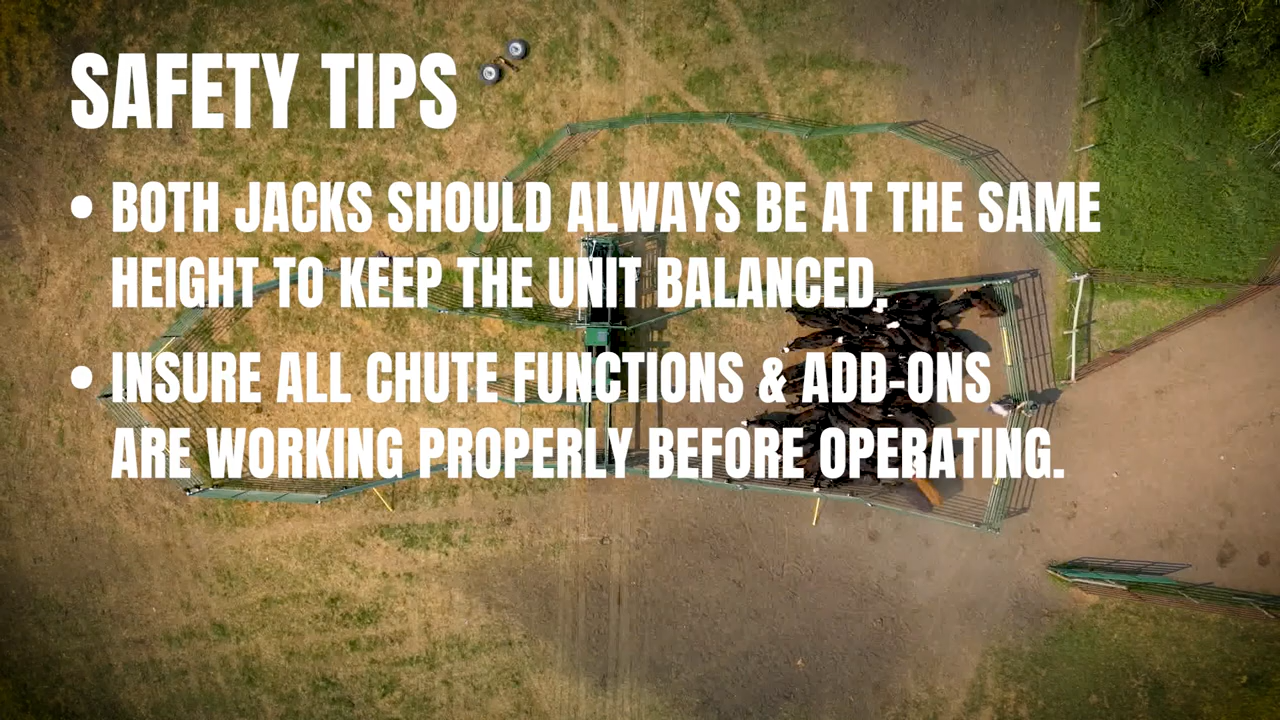 SAFETY TIPS
• BOTH JACKS SHOULD ALWAYS BE AT THE SAME
HEIGHT TO KEEP THE UNIT BALANCED.
• INSURE ALL CHUTE FUNCTIONS & ADD-ONS
ARE WORKING PROPERLY BEFORE OPERATING.